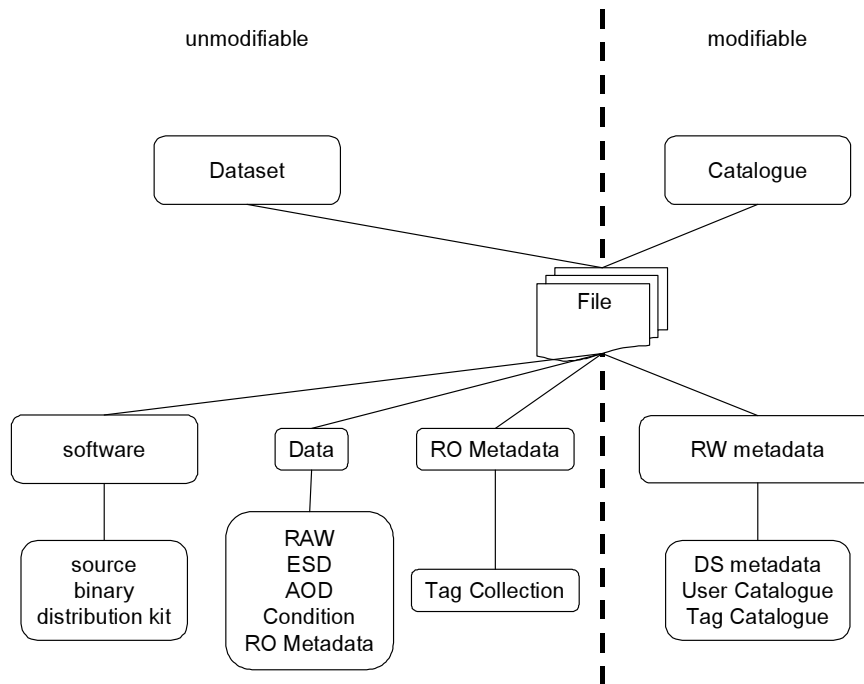 unmodifiable
modifiable
Dataset
Catalogue
File
software
Data
RO Metadata
RW metadata
source
binary
distribution kit
RAW
ESD
AOD
Condition
RO Metadata
Tag Collection
DS metadata
User Catalogue
Tag Catalogue